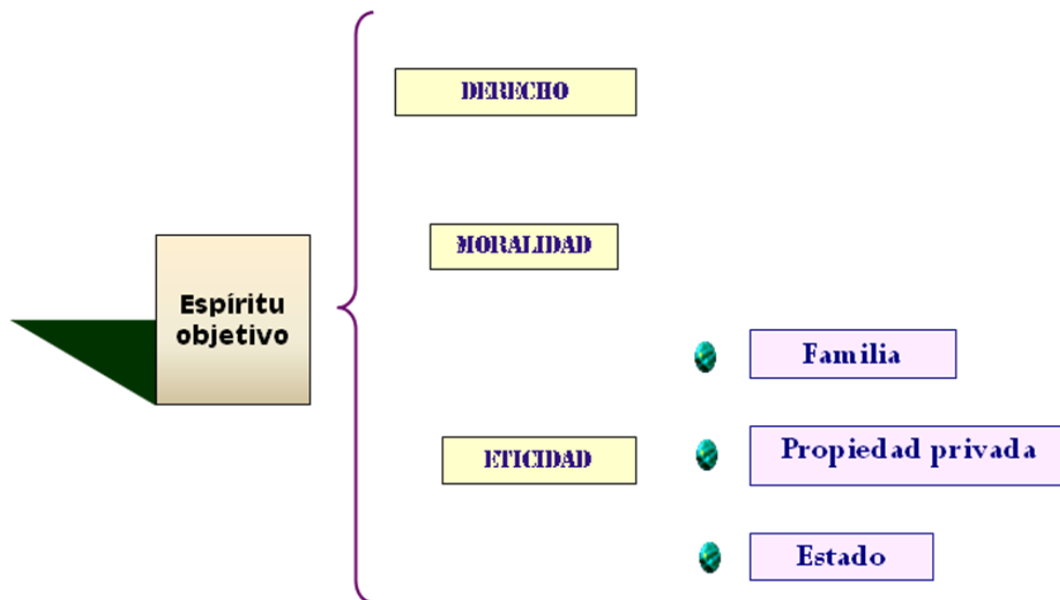 DERECHO
MORALIDAD
Espíritu
objetivo
Familia
ETICIDAD
Propiedad privada
Estado